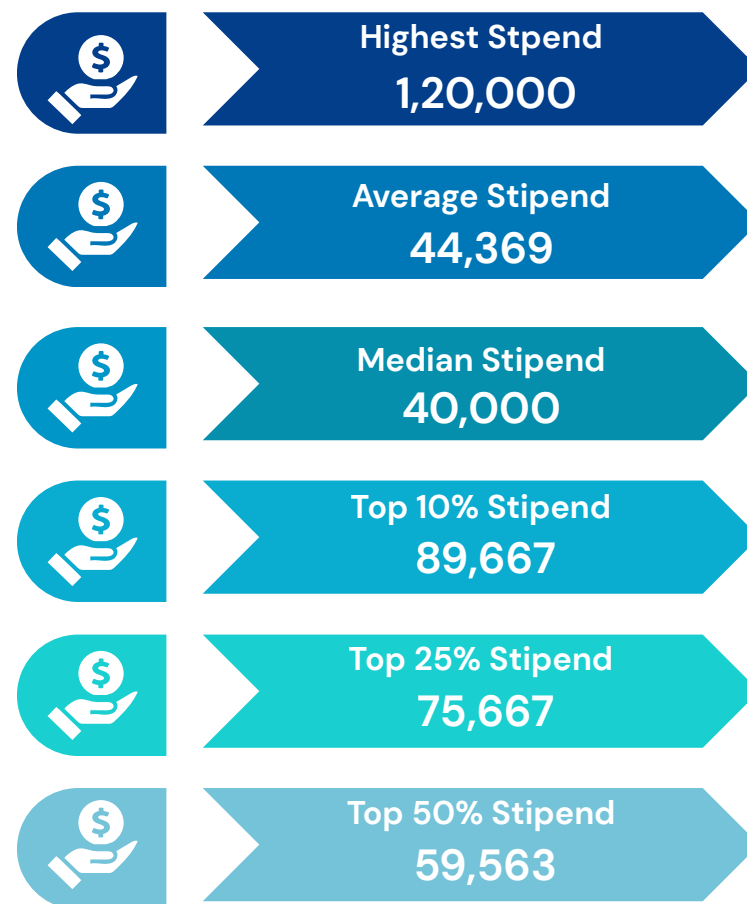 $
Highest Stpend
1,20,000
$
Average Stipend
44,369
$
Median Stipend
40,000
$
Top 10% Stipend
89,667
$
Top 25% Stipend
75,667
$
Top 50% Stipend
59,563